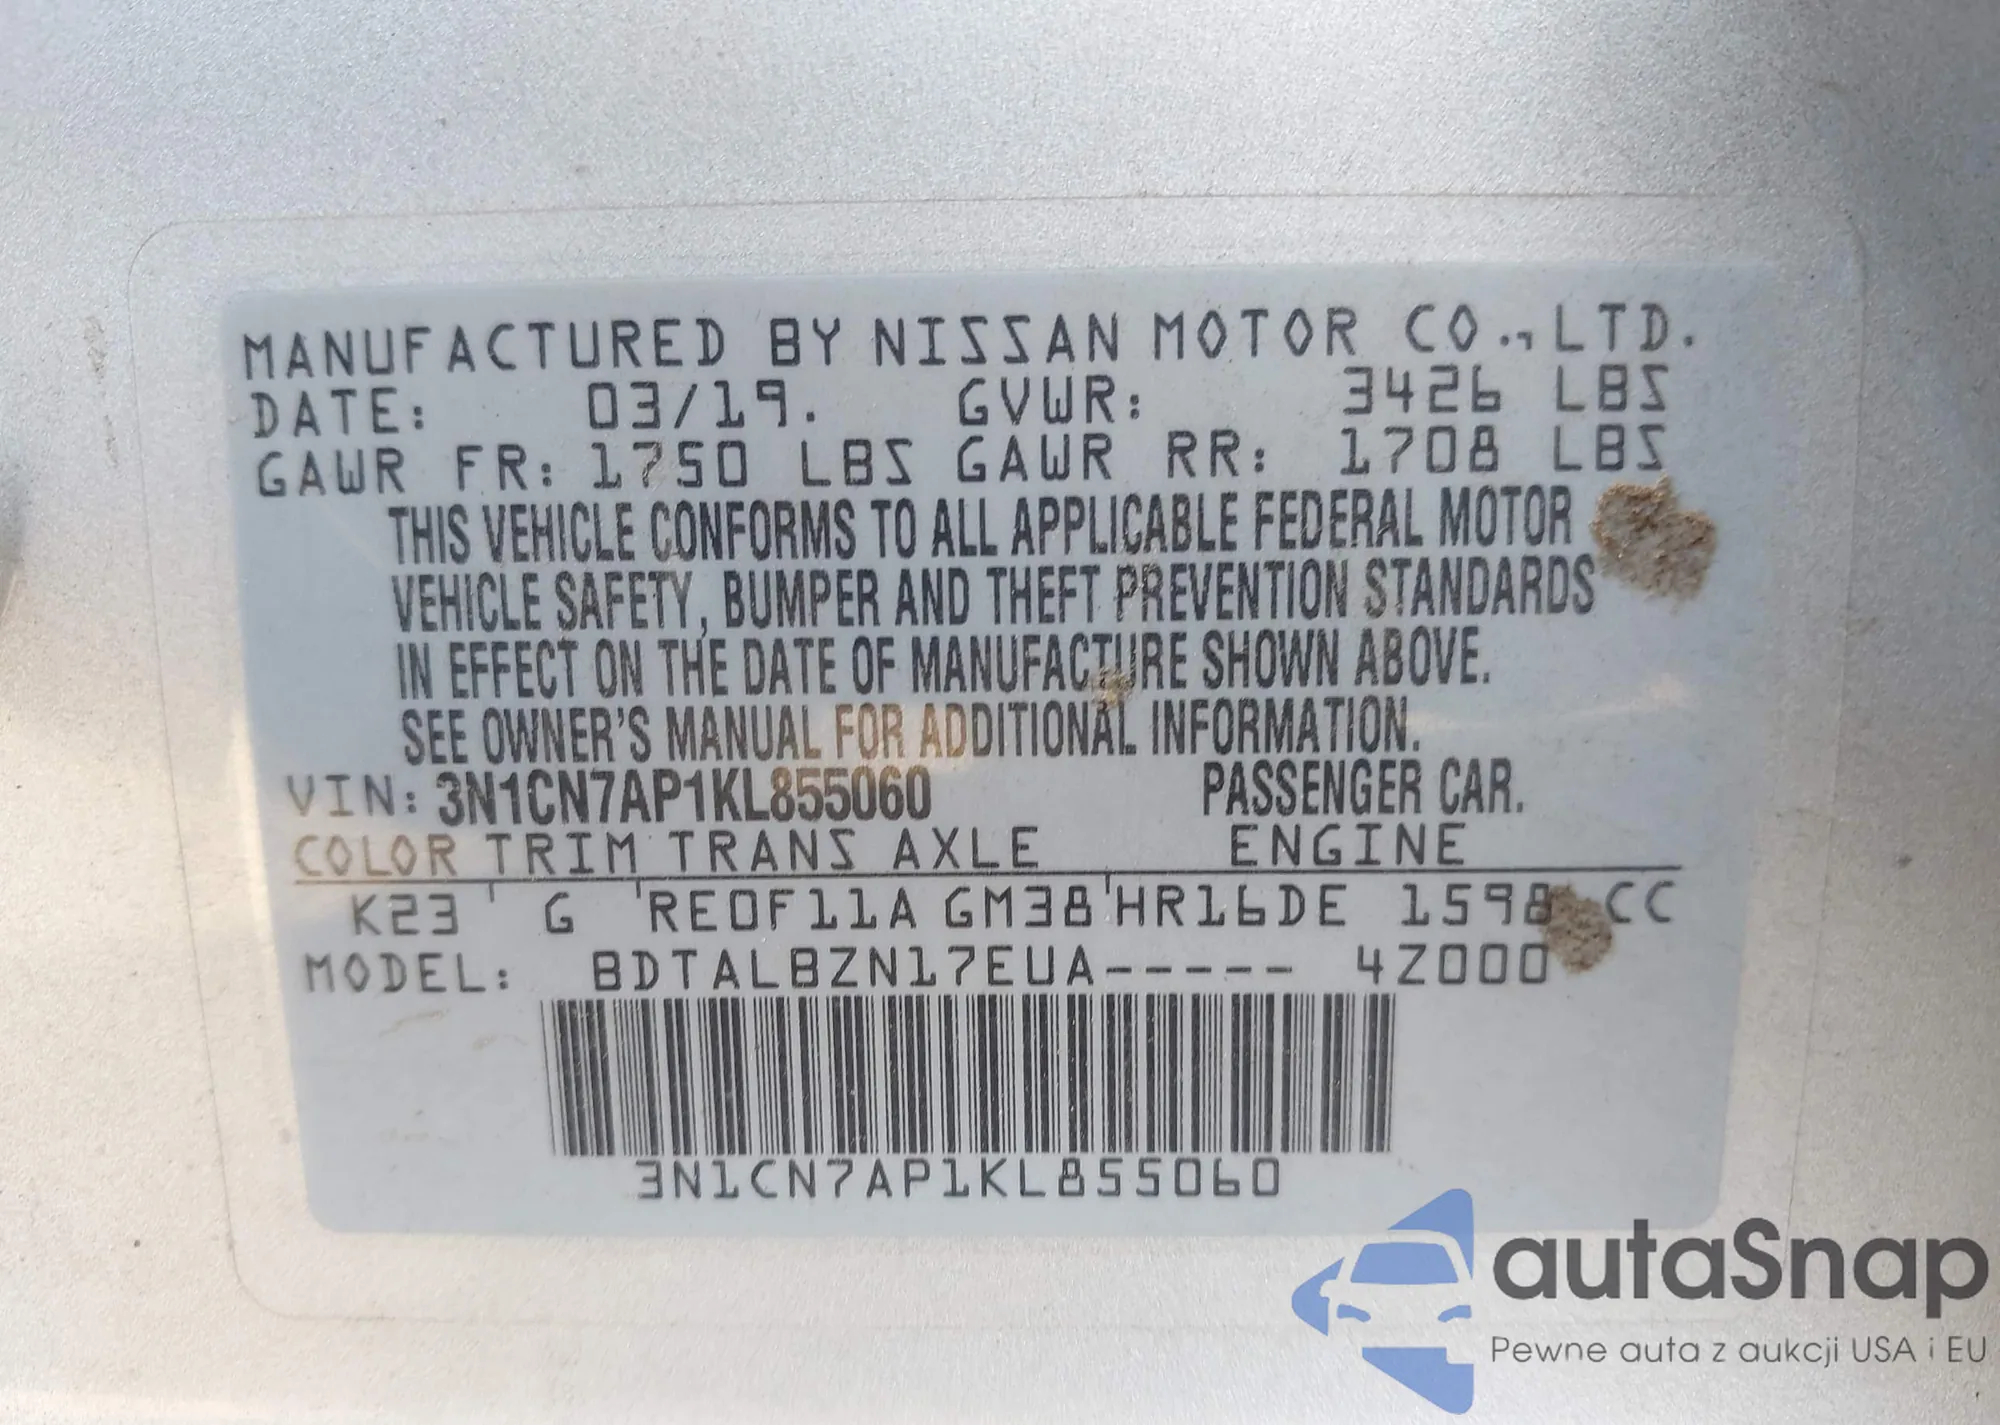 MANUFACTURED BY NISSAN MOTOR CO.,LTD.
DATE: 03/19. GVWR: 3426 LBS
GAWR FR: 1750 LBS GAWR RR: 1708 LBS
THIS VEHICLE CONFORMS TO ALL APPLICABLE FEDERAL MOTOR
VEHICLE SAFETY, BUMPER AND THEFT PREVENTION STANDARDS
IN EFFECT ON THE DATE OF MANUFACTURE SHOWN ABOVE.
SEE OWNER'S MANUAL FOR ADDITIONAL INFORMATION.
VIN: 3N1CN7AP1KL855060 PASSENGER CAR.
COLOR TRIM TRANS AXLE ENGINE
K23 ' G 'RE0F11A GM38'HR16DE 1598 CC
MODEL: BDTALBZN17EUA----- 4Z000
3N1CN7AP1KL855060
autaSnap
Pewne auta z aukcji USA i EU